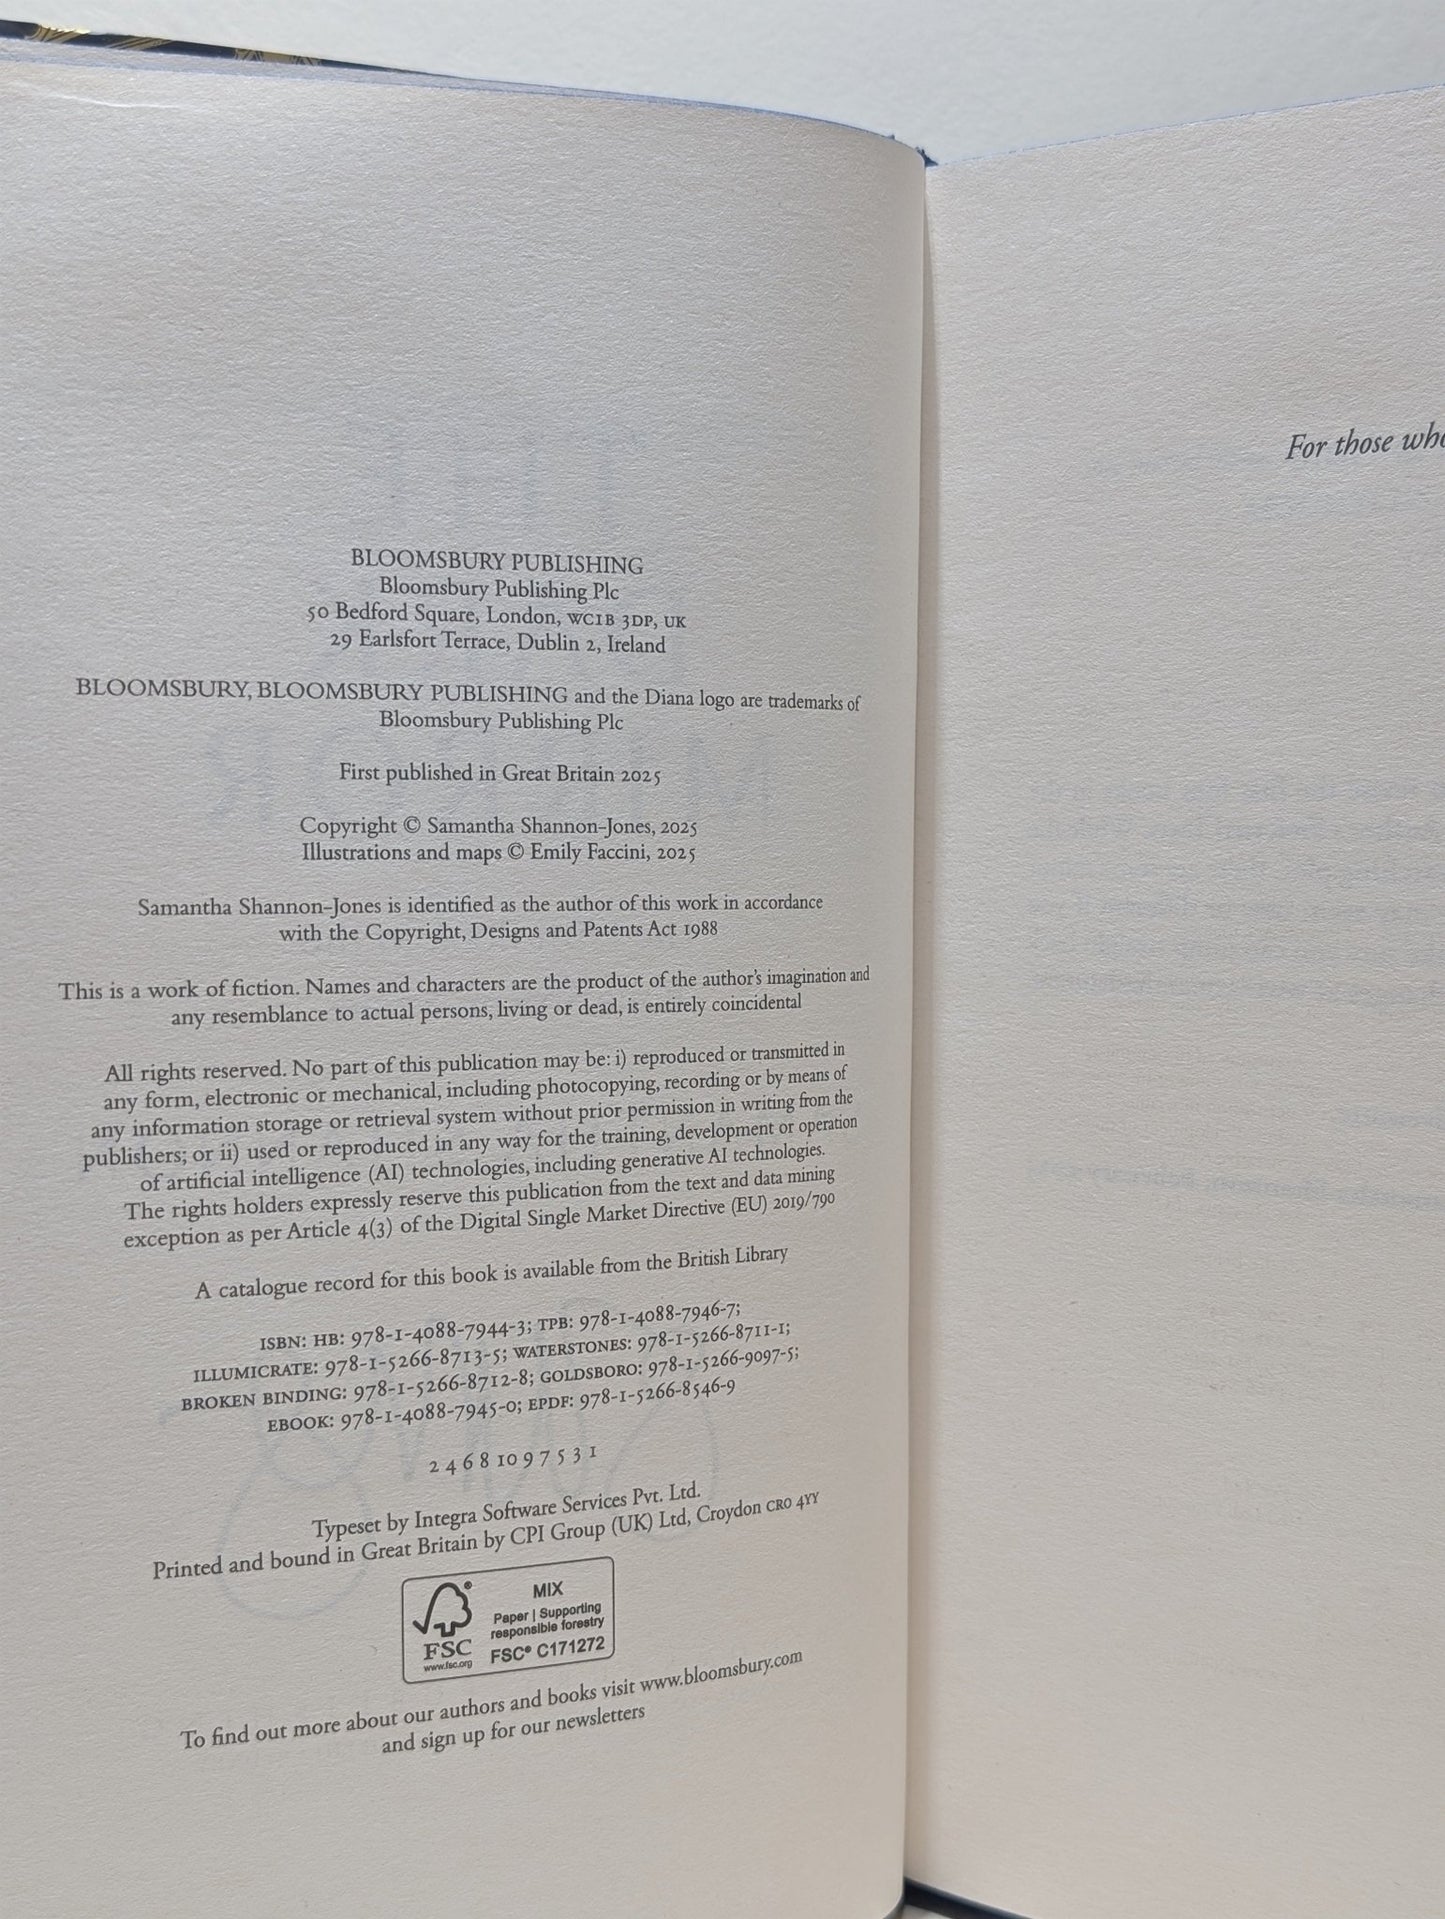 BLOOMSBURY PUBLISHING
Bloomsbury Publishing Plc
50 Bedford Square, London, WC1B 3DP, UK
29 Earlsfort Terrace, Dublin 2, Ireland
BLOOMSBURY, BLOOMSBURY PUBLISHING and the Diana logo are trademarks of
Bloomsbury Publishing Plc
First published in Great Britain 2025
Copyright © Samantha Shannon-Jones, 2025
Illustrations and maps © Emily Faccini, 2025
Samantha Shannon-Jones is identified as the author of this work in accordance
with the Copyright, Designs and Patents Act 1988
This is a work of fiction. Names and characters are the product of the author's imagination and
any resemblance to actual persons, living or dead, is entirely coincidental
All rights reserved. No part of this publication may be: i) reproduced or transmitted in
any form, electronic or mechanical, including photocopying, recording or by means of
any information storage or retrieval system without prior permission in writing from the
publishers; or ii) used or reproduced in any way for the training, development or operation
of artificial intelligence (AI) technologies, including generative AI technologies.
The rights holders expressly reserve this publication from the text and data mining
exception as per Article 4(3) of the Digital Single Market Directive (EU) 2019/790
A catalogue record for this book is available from the British Library
ISBN: HB: 978-1-4088-7944-3; TPB: 978-1-4088-7946-7;
ILLUMICRATE: 978-1-5266-8713-5; WATERSTONES: 978-1-5266-8711-1;
BROKEN BINDING: 978-1-5266-8712-8; GOLDSBORO: 978-1-5266-9097-5;
EBOOK: 978-1-4088-7945-0; EPDF: 978-1-5266-8546-9
2 4 6 8 10 9 7 5 3 1
Typeset by Integra Software Services Pvt. Ltd.
Printed and bound in Great Britain by CPI Group (UK) Ltd, Croydon CR0 4YY
FSC
www.fsc.org
MIX
Paper | Supporting
responsible forestry
FSC® C171272
To find out more about our authors and books visit www.bloomsbury.com
and sign up for our newsletters
For those who